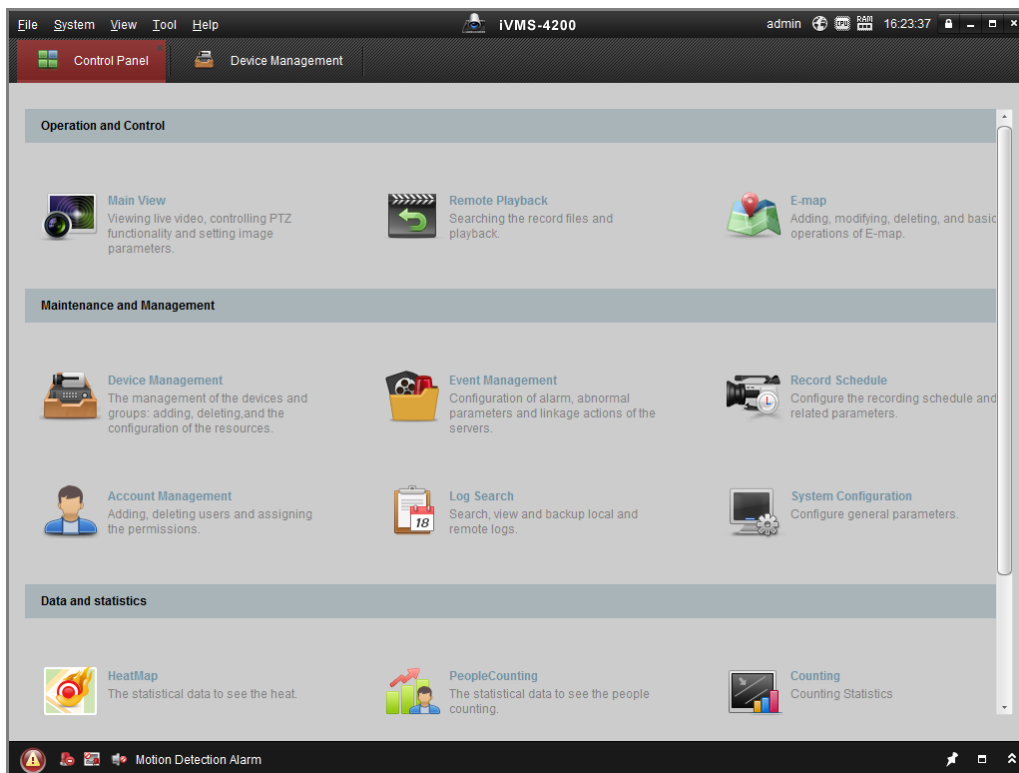 File System View Tool Help iVMS-4200 admin CPU RAM 16:23:37
Control Panel Device Management
Operation and Control
Main View
Viewing live video, controlling PTZ
functionality and setting image
parameters.
Remote Playback
Searching the record files and
playback.
E-map
Adding, modifying, deleting, and basic
operations of E-map.
Maintenance and Management
Device Management
The management of the devices and
groups: adding, deleting,and the
configuration of the resources.
Event Management
Configuration of alarm, abnormal
parameters and linkage actions of the
servers.
Record Schedule
Configure the recording schedule and
related parameters.
Account Management
Adding, deleting users and assigning
the permissions.
18
Log Search
Search, view and backup local and
remote logs.
System Configuration
Configure general parameters.
Data and statistics
HeatMap
The statistical data to see the heat.
PeopleCounting
The statistical data to see the people
counting.
Counting
Counting Statistics
Motion Detection Alarm